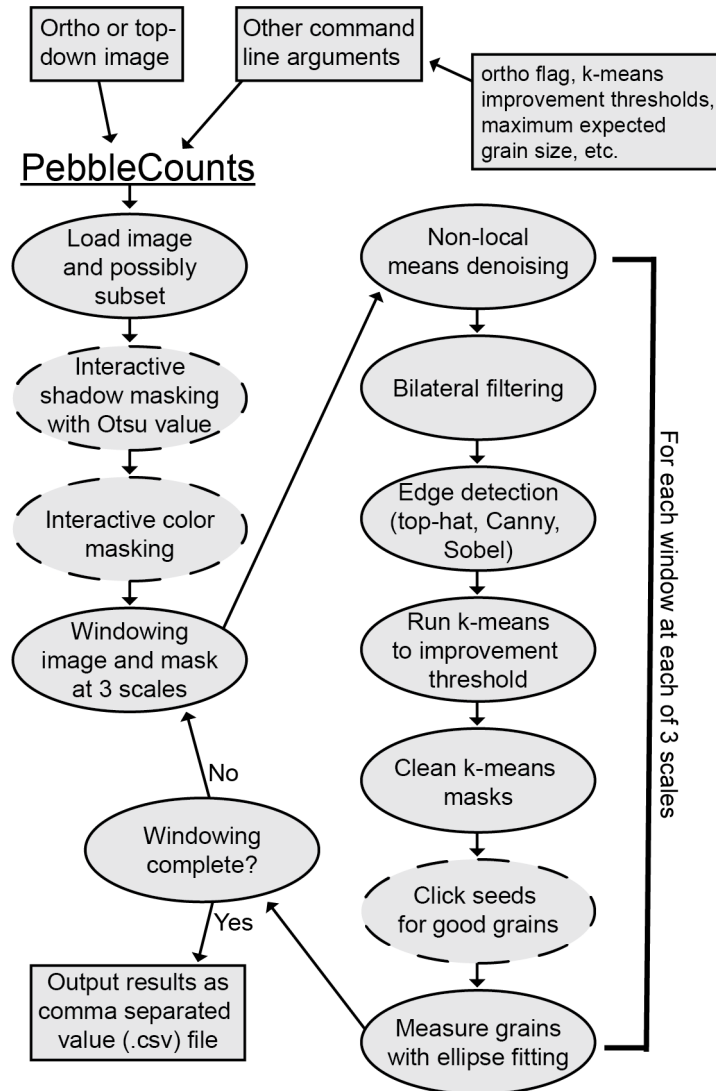 Ortho or top-
down image
Other command
line arguments
ortho flag, k-means
improvement thresholds,
maximum expected
grain size, etc.
PebbleCounts
Load image
and possibly
subset
Interactive
shadow masking
with Otsu value
Interactive color
masking
Windowing
image and mask
at 3 scales
Non-local
means denoising
Bilateral filtering
Edge detection
(top-hat, Canny,
Sobel)
Run k-means
to improvement
threshold
Clean k-means
masks
Click seeds
for good grains
Measure grains
with ellipse fitting
For each window at each of 3 scales
No
Windowing
complete?
Yes
Output results as
comma separated
value (.csv) file